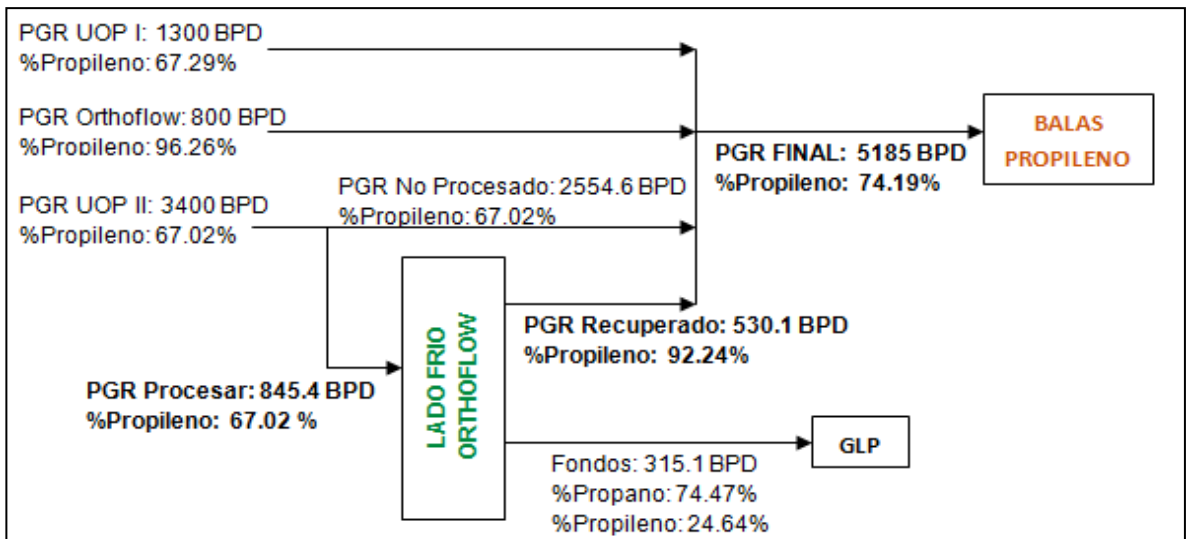 PGR UOP I: 1300 BPD
%Propileno: 67.29%
PGR Orthoflow: 800 BPD
%Propileno: 96.26%
PGR UOP II: 3400 BPD
%Propileno: 67.02%
PGR No Procesado: 2554.6 BPD
%Propileno: 67.02%
PGR FINAL: 5185 BPD
%Propileno: 74.19%
BALAS
PROPILENO
LADO FRIO
ORTHOFLOW
PGR Recuperado: 530.1 BPD
%Propileno: 92.24%
PGR Procesar: 845.4 BPD
%Propileno: 67.02 %
GLP
Fondos: 315.1 BPD
%Propano: 74.47%
%Propileno: 24.64%